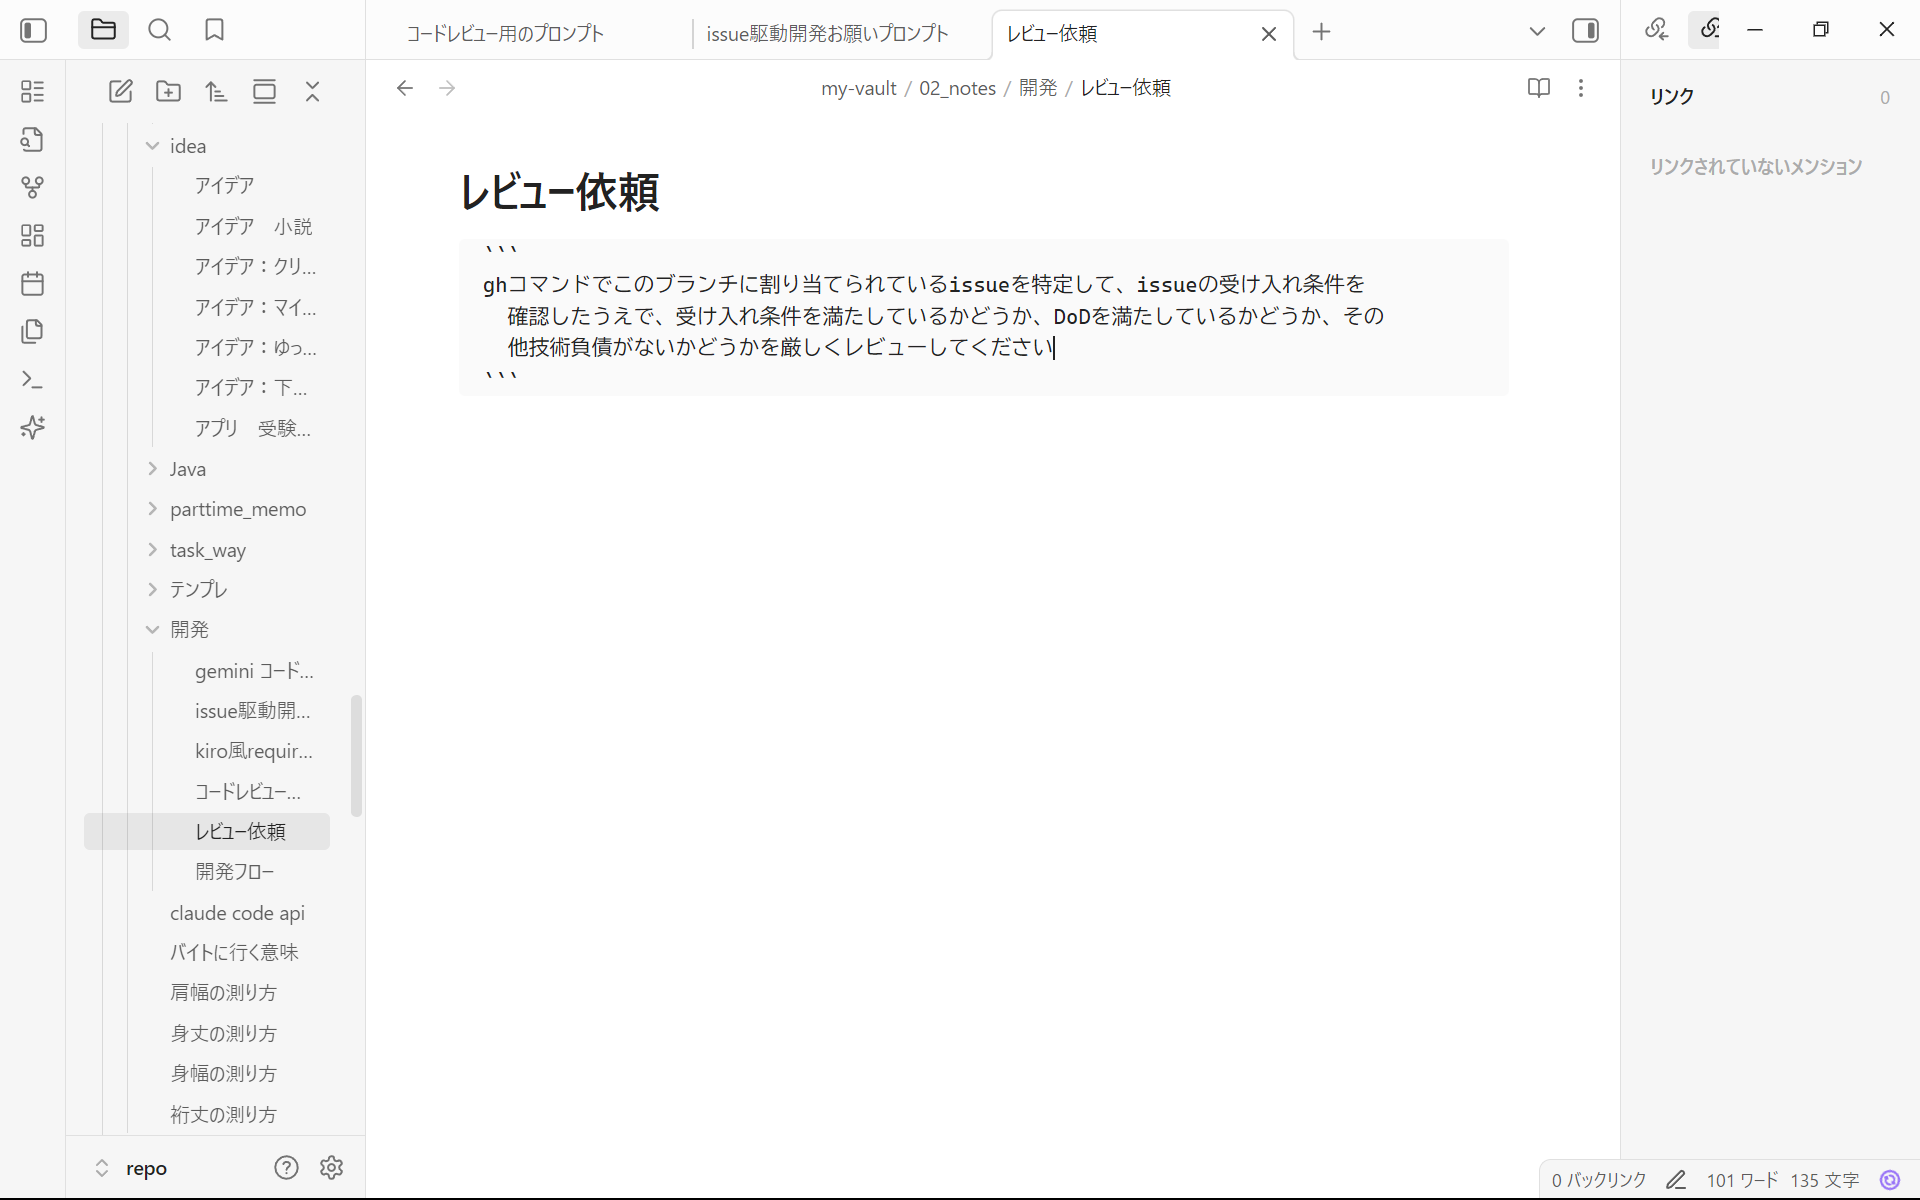 コードレビュー用のプロンプト
issue駆動開発お願いプロンプト
レビュー依頼
my-vault / 02_notes / 開発 / レビュー依頼
リンク
0
リンクされていないメンション
idea
アイデア
アイデア　小説
アイデア：クリ...
アイデア：マイ...
アイデア：ゆっ...
アイデア：下...
アプリ　受験...
Java
parttime_memo
task_way
テンプレ
開発
gemini コード...
issue駆動開...
kiro風requir...
コードレビュー...
レビュー依頼
開発フロー
claude code api
バイトに行く意味
肩幅の測り方
身丈の測り方
身幅の測り方
裄丈の測り方
repo
レビュー依頼
```
ghコマンドでこのブランチに割り当てられているissueを特定して、issueの受け入れ条件を
確認したうえで、受け入れ条件を満たしているかどうか、DoDを満たしているかどうか、その
他技術負債がないかどうかを厳しくレビューしてください
```
0 バックリンク
101 ワード
135 文字